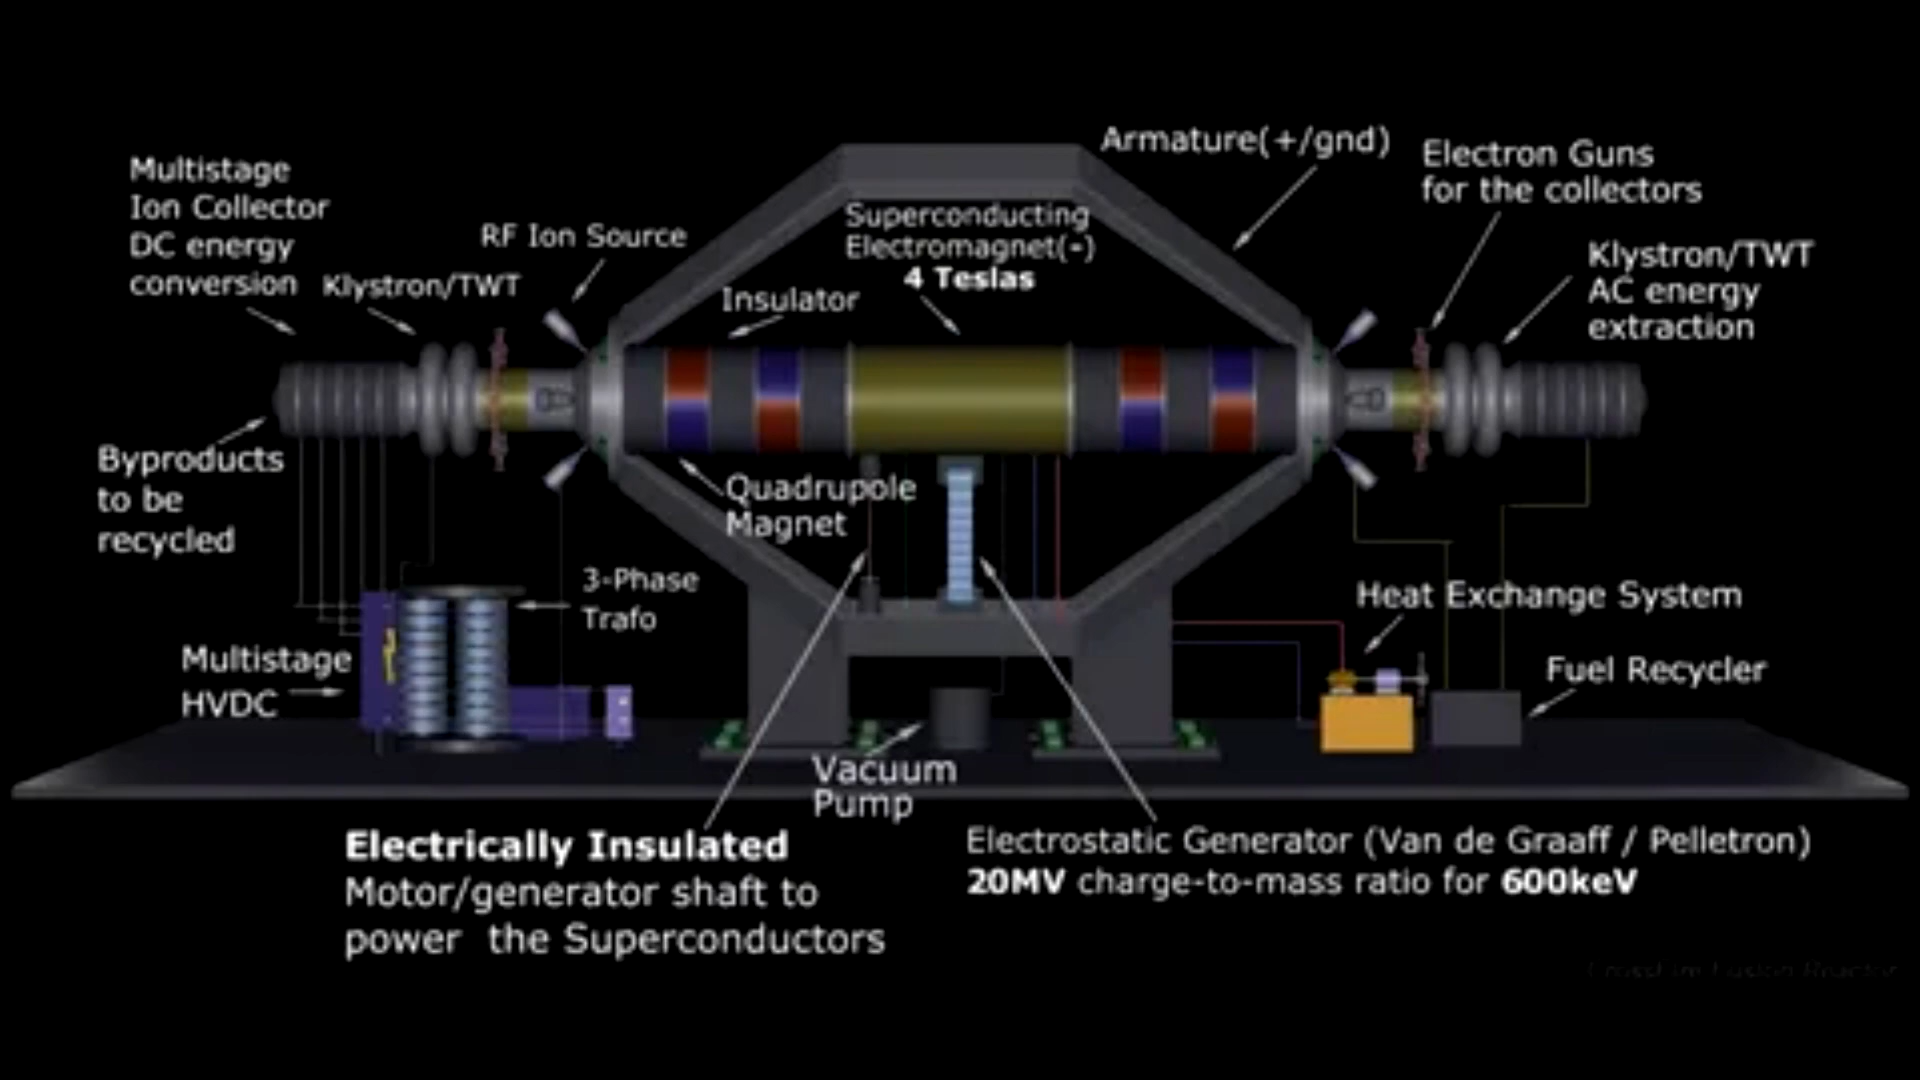 Multistage
Ion Collector
DC energy
conversion
Klystron/TWT
RF Ion Source
Insulator
Superconducting
Electromagnet(-)
4 Teslas
Armature(+/gnd)
Electron Guns
for the collectors
Klystron/TWT
AC energy
extraction
Byproducts
to be
recycled
Quadrupole
Magnet
3-Phase
Trafo
Multistage
HVDC
Heat Exchange System
Fuel Recycler
Vacuum
Pump
Electrically Insulated
Motor/generator shaft to
power the Superconductors
Electrostatic Generator (Van de Graaff / Pelletron)
20MV charge-to-mass ratio for 600keV
Fusion Reactor